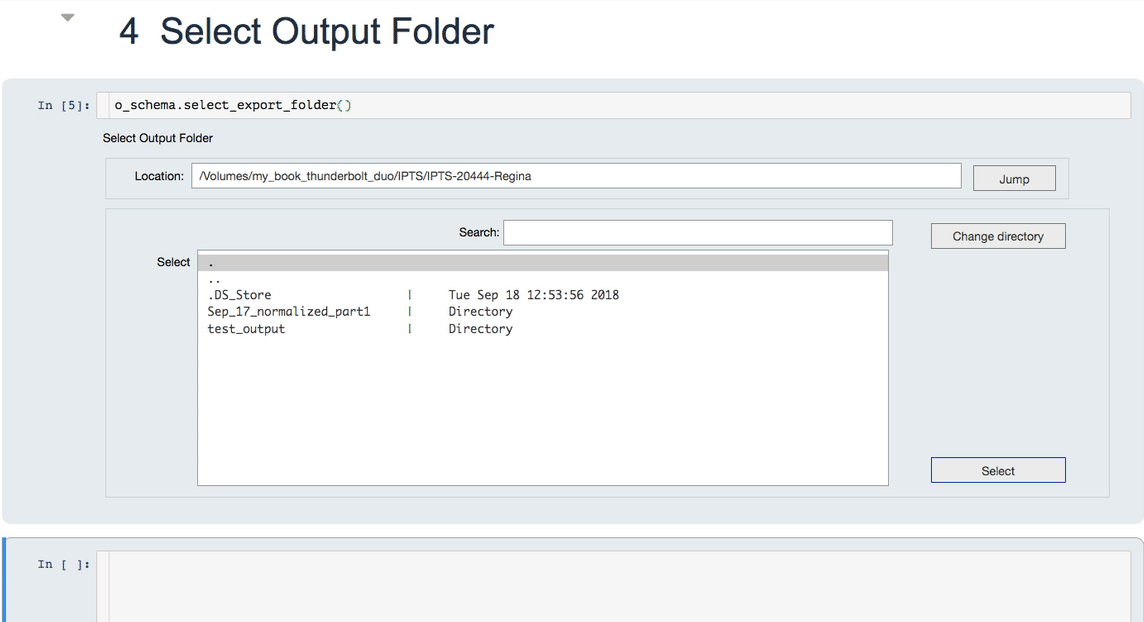 4 Select Output Folder
In [5]: o_schema.select_export_folder()
Select Output Folder
Location: /Volumes/my_book_thunderbolt_duo/IPTS/IPTS-20444-Regina Jump
Search: Change directory
Select .
..
.DS_Store | Tue Sep 18 12:53:56 2018
Sep_17_normalized_part1 | Directory
test_output | Directory
Select
In [ ]: